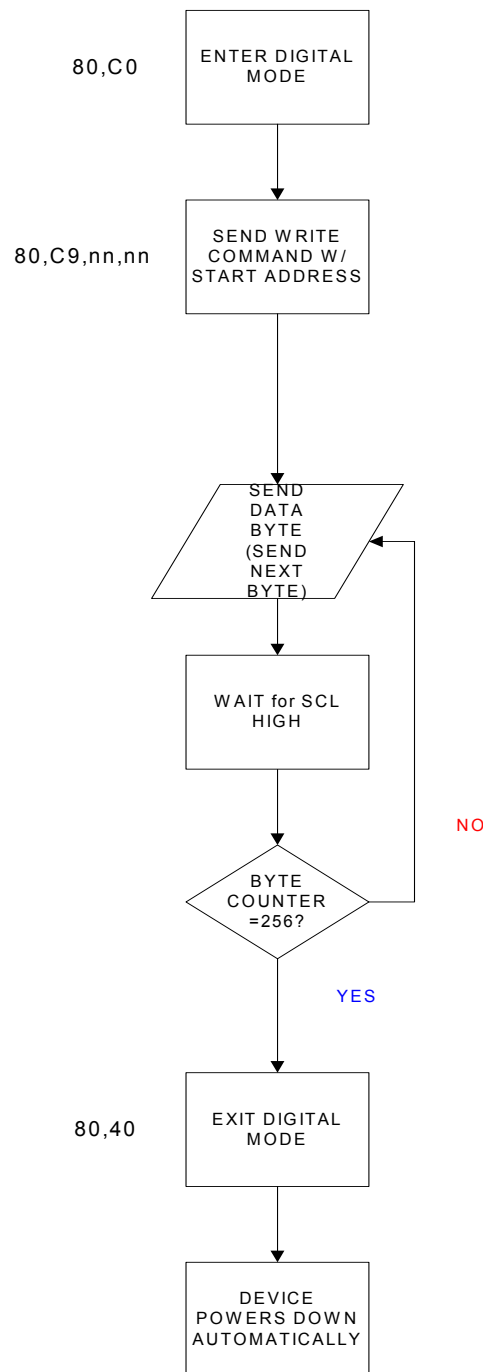 80,C0
ENTER DIGITAL
MODE
80,C9,nn,nn
SEND WRITE
COMMAND W/
START ADDRESS
SEND
DATA
BYTE
(SEND
NEXT
BYTE)
WAIT for SCL
HIGH
NO
BYTE
COUNTER
=256?
YES
80,40
EXIT DIGITAL
MODE
DEVICE
POWERS DOWN
AUTOMATICALLY